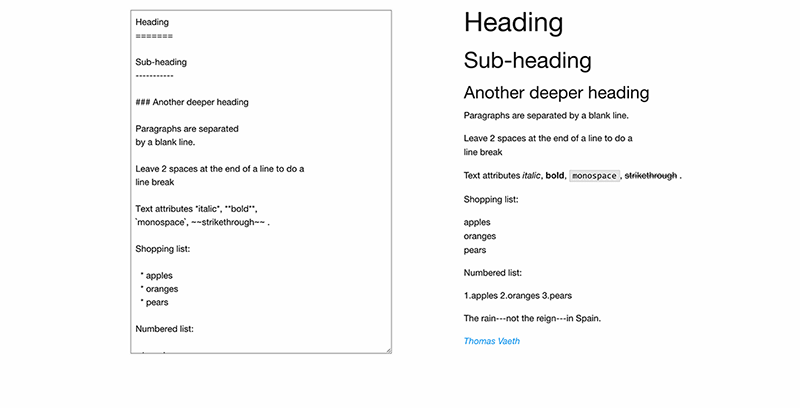 Heading
=======
Sub-heading
-----------
### Another deeper heading
Paragraphs are separated
by a blank line.
Leave 2 spaces at the end of a line to do a
line break
Text attributes *italic*, **bold**,
`monospace`, ~~strikethrough~~ .
Shopping list:
* apples
* oranges
* pears
Numbered list:
Heading
Sub-heading
Another deeper heading
Paragraphs are separated by a blank line.
Leave 2 spaces at the end of a line to do a
line break
Text attributes italic, bold, monospace, strikethrough .
Shopping list:
apples
oranges
pears
Numbered list:
1.apples 2.oranges 3.pears
The rain---not the reign---in Spain.
Thomas Vaeth